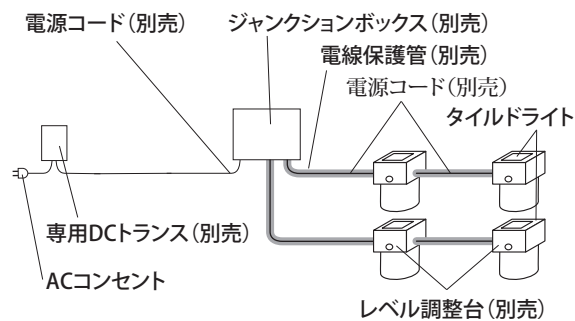 電源コード（別売）
ジャンクションボックス（別売）
電線保護管（別売）
電源コード（別売）
タイルドライト
専用DCトランス（別売）
ACコンセント
レベル調整台（別売）